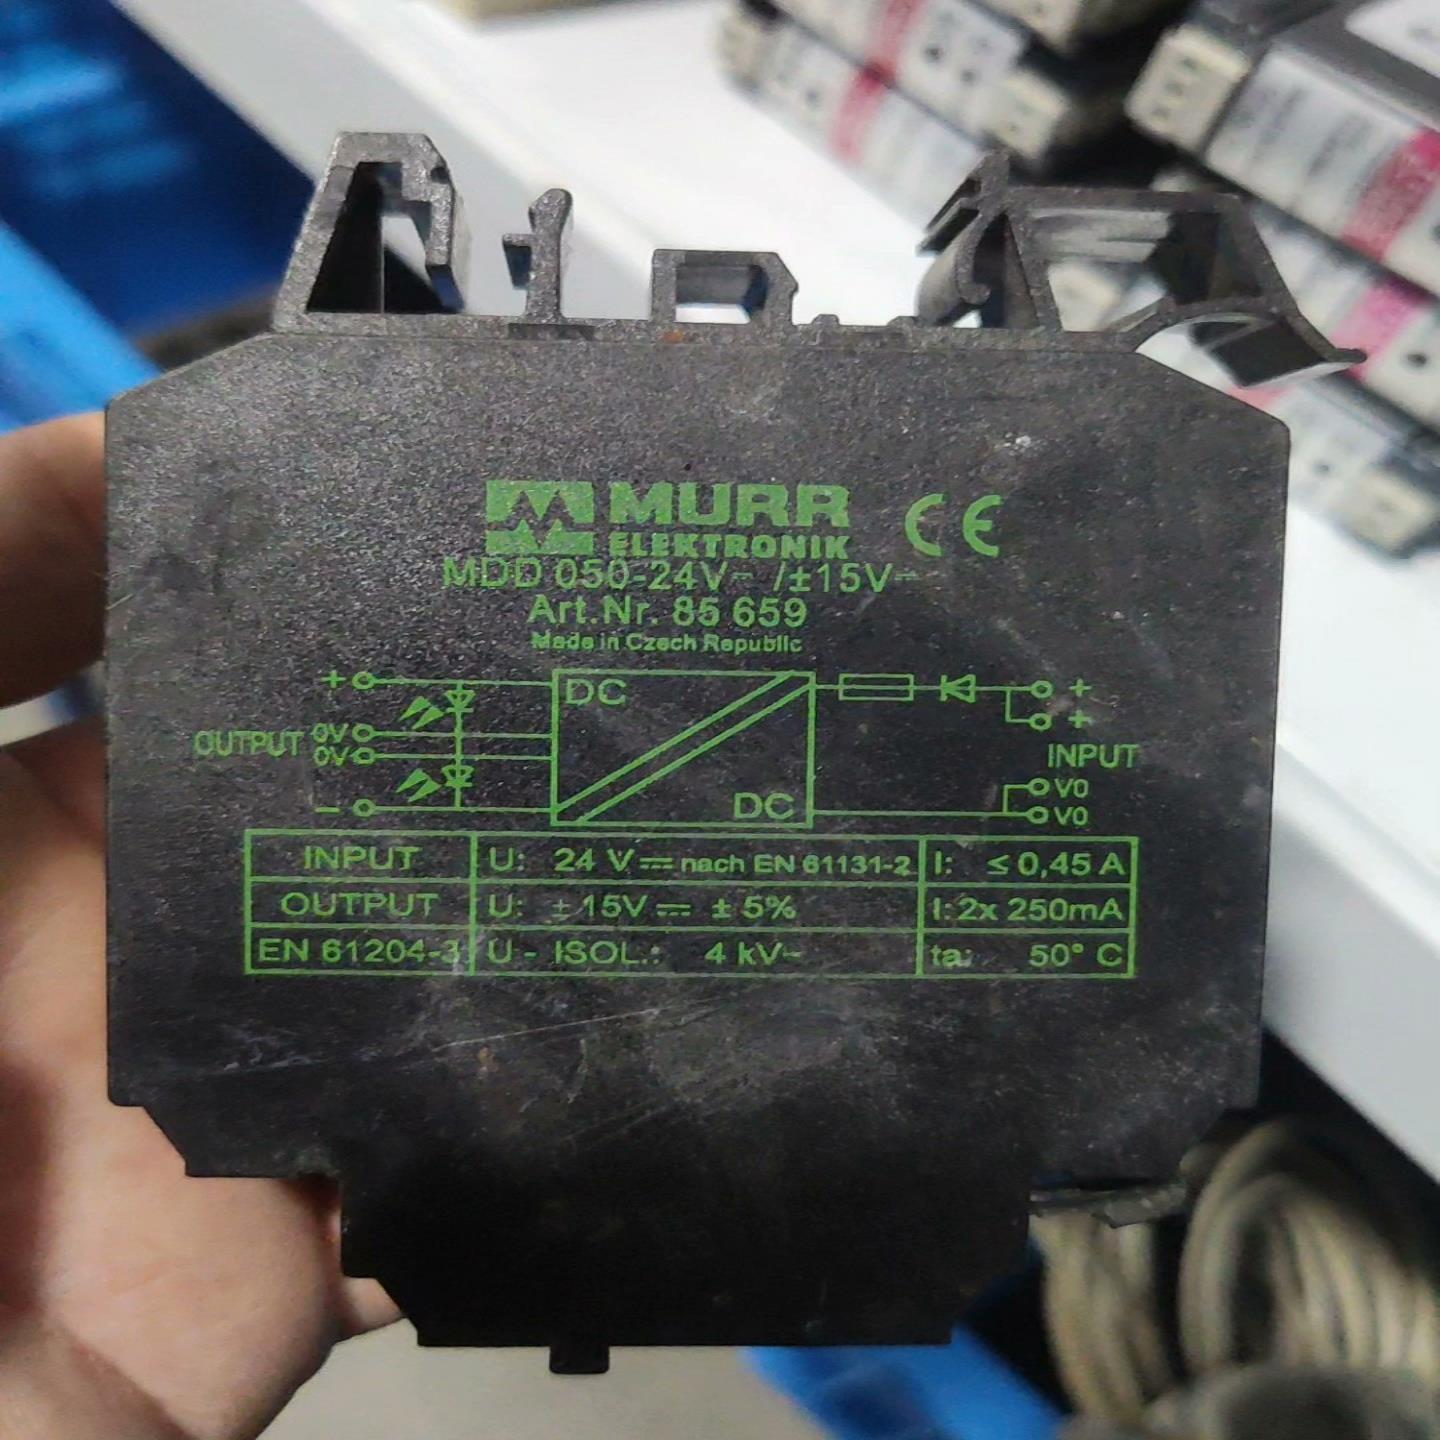 MURR
ELEKTRONIK
CE
MDD 050-24V⎓ /±15V⎓
Art.Nr. 85 659
Made in Czech Republic
+ DC +
+
OUTPUT 0V
0V
INPUT
V0
- DC V0
INPUT U: 24 V⎓ nach EN 61131-2 I: ≤ 0,45 A
OUTPUT U: ± 15V⎓ ± 5% I: 2x 250mA
EN 61204-3 U - ISOL.: 4 kV~ ta: 50° C